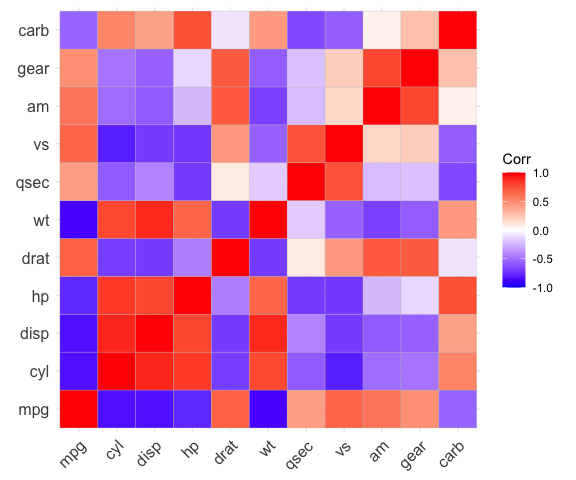 carb
gear
am
vs
qsec
wt
drat
hp
disp
cyl
mpg
mpg
cyl
disp
hp
drat
wt
qsec
vs
am
gear
carb
Corr
1.0
0.5
0.0
-0.5
-1.0